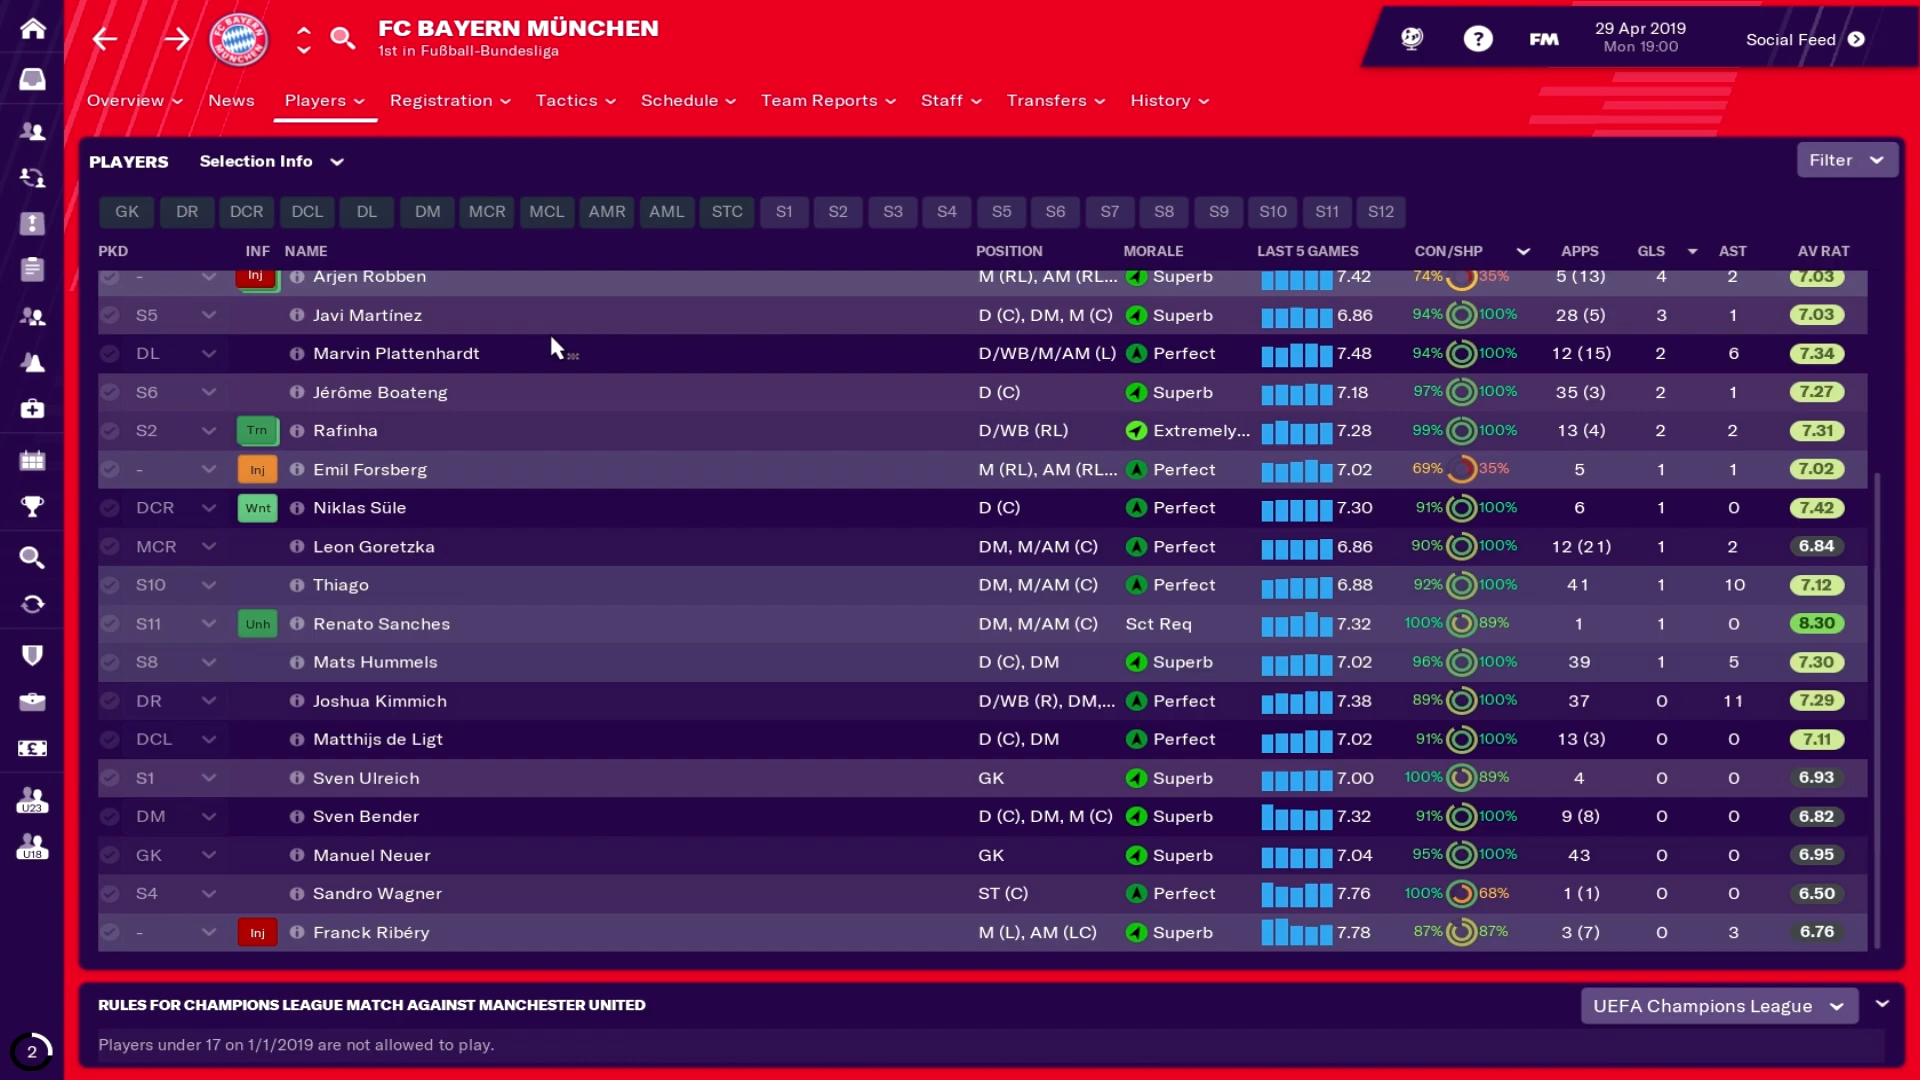 FC BAYERN MÜNCHEN
1st in Fußball-Bundesliga
FM
29 Apr 2019
Mon 19:00
Social Feed
Overview News Players Registration Tactics Schedule Team Reports Staff Transfers History
PLAYERS Selection Info Filter
GK DR DCR DCL DL DM MCR MCL AMR AML STC S1 S2 S3 S4 S5 S6 S7 S8 S9 S10 S11 S12
PKD INF NAME POSITION MORALE LAST 5 GAMES CON/SHP APPS GLS AST AV RAT
- Inj Arjen Robben M (RL), AM (RL... Superb 7.42 74% 35% 5 (13) 4 2 7.03
S5 Javi Martínez D (C), DM, M (C) Superb 6.86 94% 100% 28 (5) 3 1 7.03
DL Marvin Plattenhardt D/WB/M/AM (L) Perfect 7.48 94% 100% 12 (15) 2 6 7.34
S6 Jérôme Boateng D (C) Superb 7.18 97% 100% 35 (3) 2 1 7.27
S2 Trn Rafinha D/WB (RL) Extremely... 7.28 99% 100% 13 (4) 2 2 7.31
- Inj Emil Forsberg M (RL), AM (RL... Perfect 7.02 69% 35% 5 1 1 7.02
DCR Wnt Niklas Süle D (C) Perfect 7.30 91% 100% 6 1 0 7.42
MCR Leon Goretzka DM, M/AM (C) Perfect 6.86 90% 100% 12 (21) 1 2 6.84
S10 Thiago DM, M/AM (C) Perfect 6.88 92% 100% 41 1 10 7.12
S11 Unh Renato Sanches DM, M/AM (C) Sct Req 7.32 100% 89% 1 1 0 8.30
S8 Mats Hummels D (C), DM Superb 7.02 96% 100% 39 1 5 7.30
DR Joshua Kimmich D/WB (R), DM,... Perfect 7.38 89% 100% 37 0 11 7.29
DCL Matthijs de Ligt D (C), DM Perfect 7.02 91% 100% 13 (3) 0 0 7.11
S1 Sven Ulreich GK Superb 7.00 100% 89% 4 0 0 6.93
DM Sven Bender D (C), DM, M (C) Superb 7.32 91% 100% 9 (8) 0 0 6.82
GK Manuel Neuer GK Superb 7.04 95% 100% 43 0 0 6.95
S4 Sandro Wagner ST (C) Perfect 7.76 100% 68% 1 (1) 0 0 6.50
- Inj Franck Ribéry M (L), AM (LC) Superb 7.78 87% 87% 3 (7) 0 3 6.76
U23
U18
RULES FOR CHAMPIONS LEAGUE MATCH AGAINST MANCHESTER UNITED UEFA Champions League
Players under 17 on 1/1/2019 are not allowed to play.
2